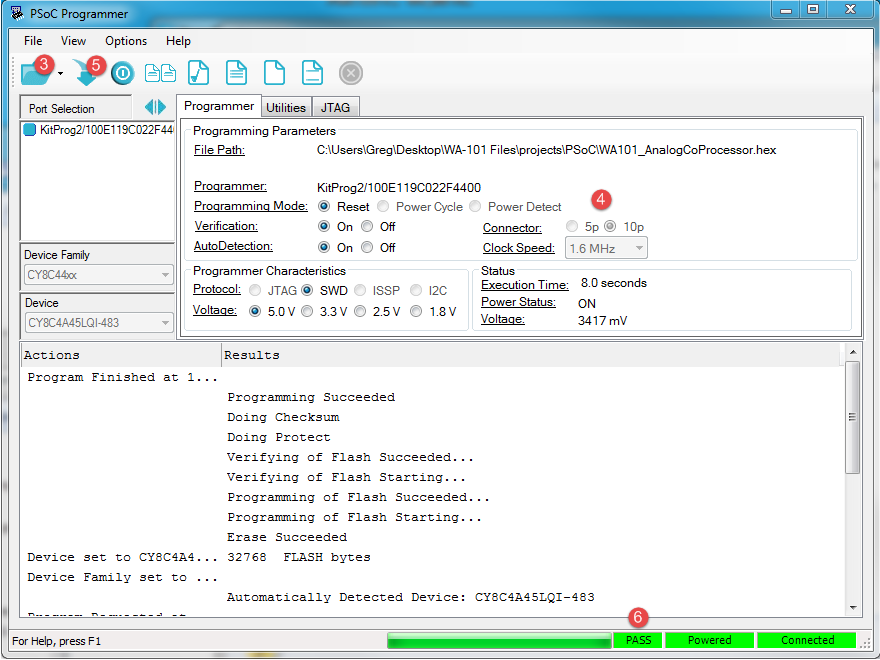 PSoC Programmer
File View Options Help
3 5
Port Selection
KitProg2/100E119C022F44
Programmer Utilities JTAG
Programming Parameters
File Path: C:\Users\Greg\Desktop\WA-101 Files\projects\PSoC\WA101_AnalogCoProcessor.hex
Programmer: KitProg2/100E119C022F4400
Programming Mode: Reset Power Cycle Power Detect
4
Verification: On Off
Connector: 5p 10p
AutoDetection: On Off
Clock Speed: 1.6 MHz
Device Family
CY8C44xx
Device
CY8C4A45LQI-483
Programmer Characteristics
Protocol: JTAG SWD ISSP I2C
Voltage: 5.0 V 3.3 V 2.5 V 1.8 V
Status
Execution Time: 8.0 seconds
Power Status: ON
Voltage: 3417 mV
Actions Results
Program Finished at 1...
Programming Succeeded
Doing Checksum
Doing Protect
Verifying of Flash Succeeded...
Verifying of Flash Starting...
Programming of Flash Succeeded...
Programming of Flash Starting...
Erase Succeeded
Device set to CY8C4A4... 32768 FLASH bytes
Device Family set to ...
Automatically Detected Device: CY8C4A45LQI-483
6
For Help, press F1
PASS Powered Connected